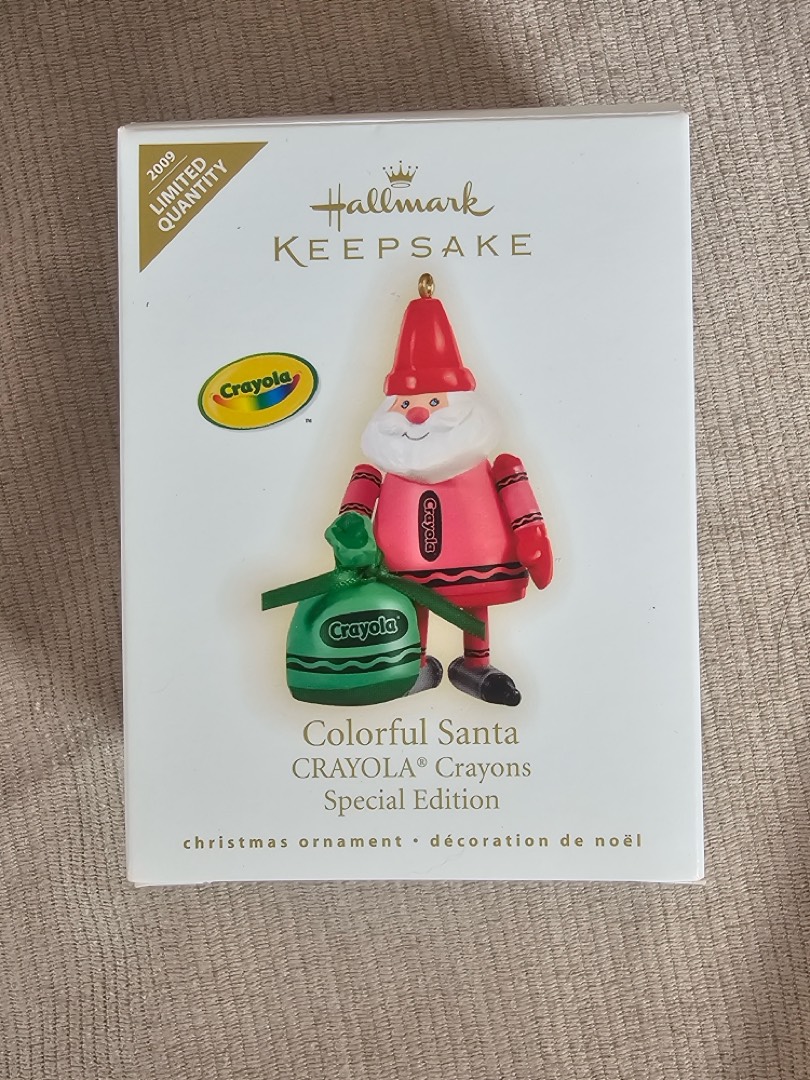 2009
LIMITED
QUANTITY
Hallmark
KEEPSAKE
Crayola
™
Crayola
Crayola
Colorful Santa
CRAYOLA® Crayons
Special Edition
christmas ornament • décoration de noël